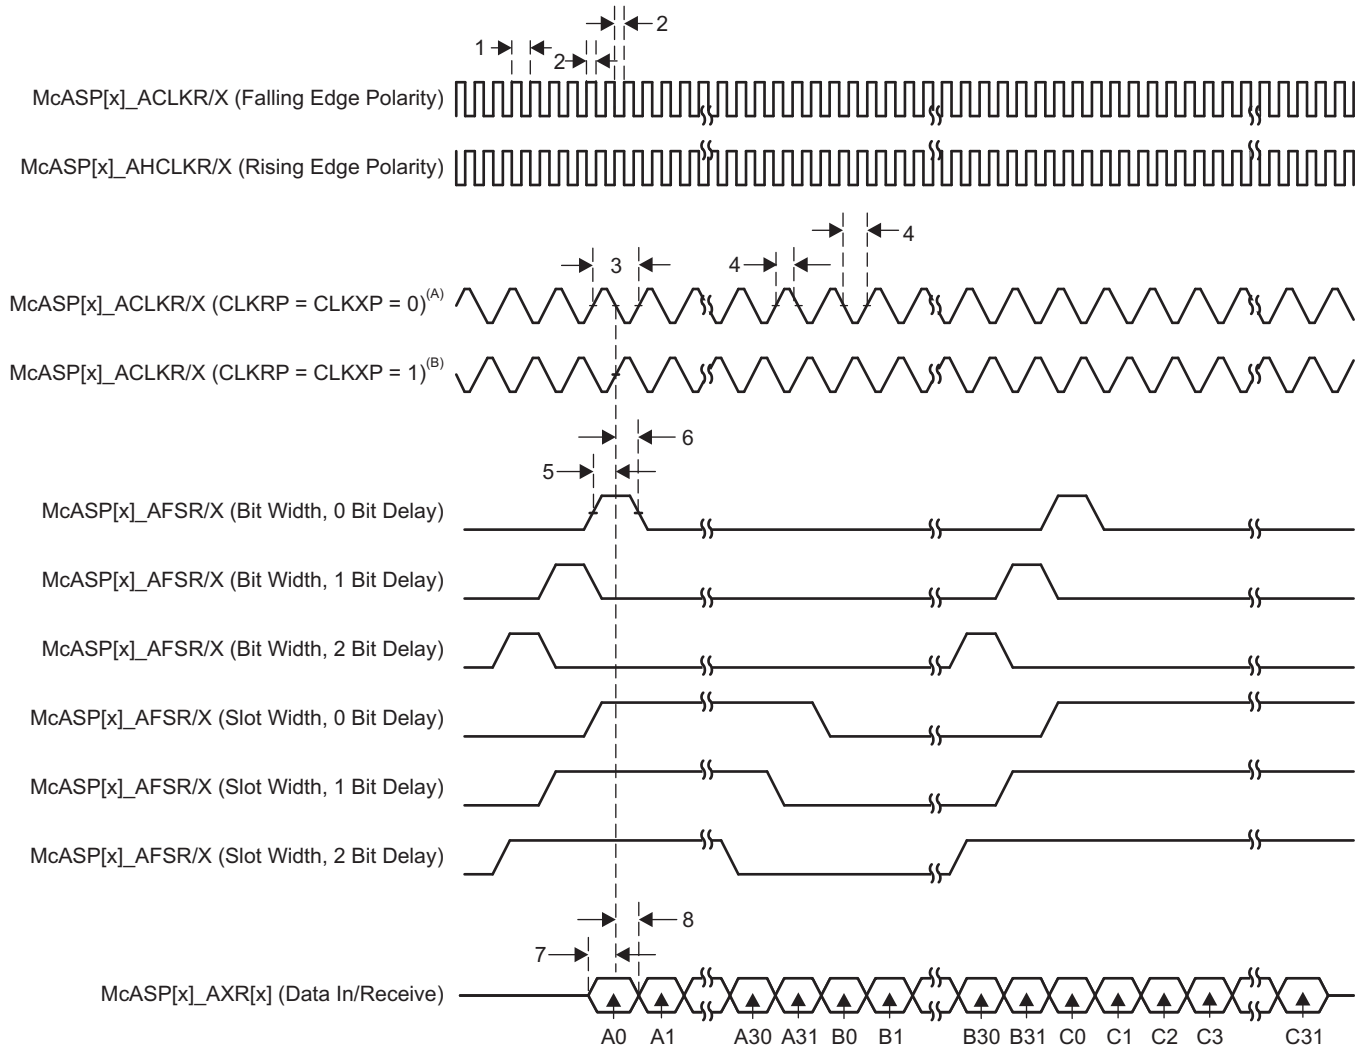 2
1
2
McASP[x]_ACLKR/X (Falling Edge Polarity)
McASP[x]_AHCLKR/X (Rising Edge Polarity)
4
3
4
McASP[x]_ACLKR/X (CLKRP = CLKXP = 0)(A)
McASP[x]_ACLKR/X (CLKRP = CLKXP = 1)(B)
6
5
McASP[x]_AFSR/X (Bit Width, 0 Bit Delay)
McASP[x]_AFSR/X (Bit Width, 1 Bit Delay)
McASP[x]_AFSR/X (Bit Width, 2 Bit Delay)
McASP[x]_AFSR/X (Slot Width, 0 Bit Delay)
McASP[x]_AFSR/X (Slot Width, 1 Bit Delay)
McASP[x]_AFSR/X (Slot Width, 2 Bit Delay)
8
7
McASP[x]_AXR[x] (Data In/Receive)
A0 A1 A30 A31 B0 B1 B30 B31 C0 C1 C2 C3 C31